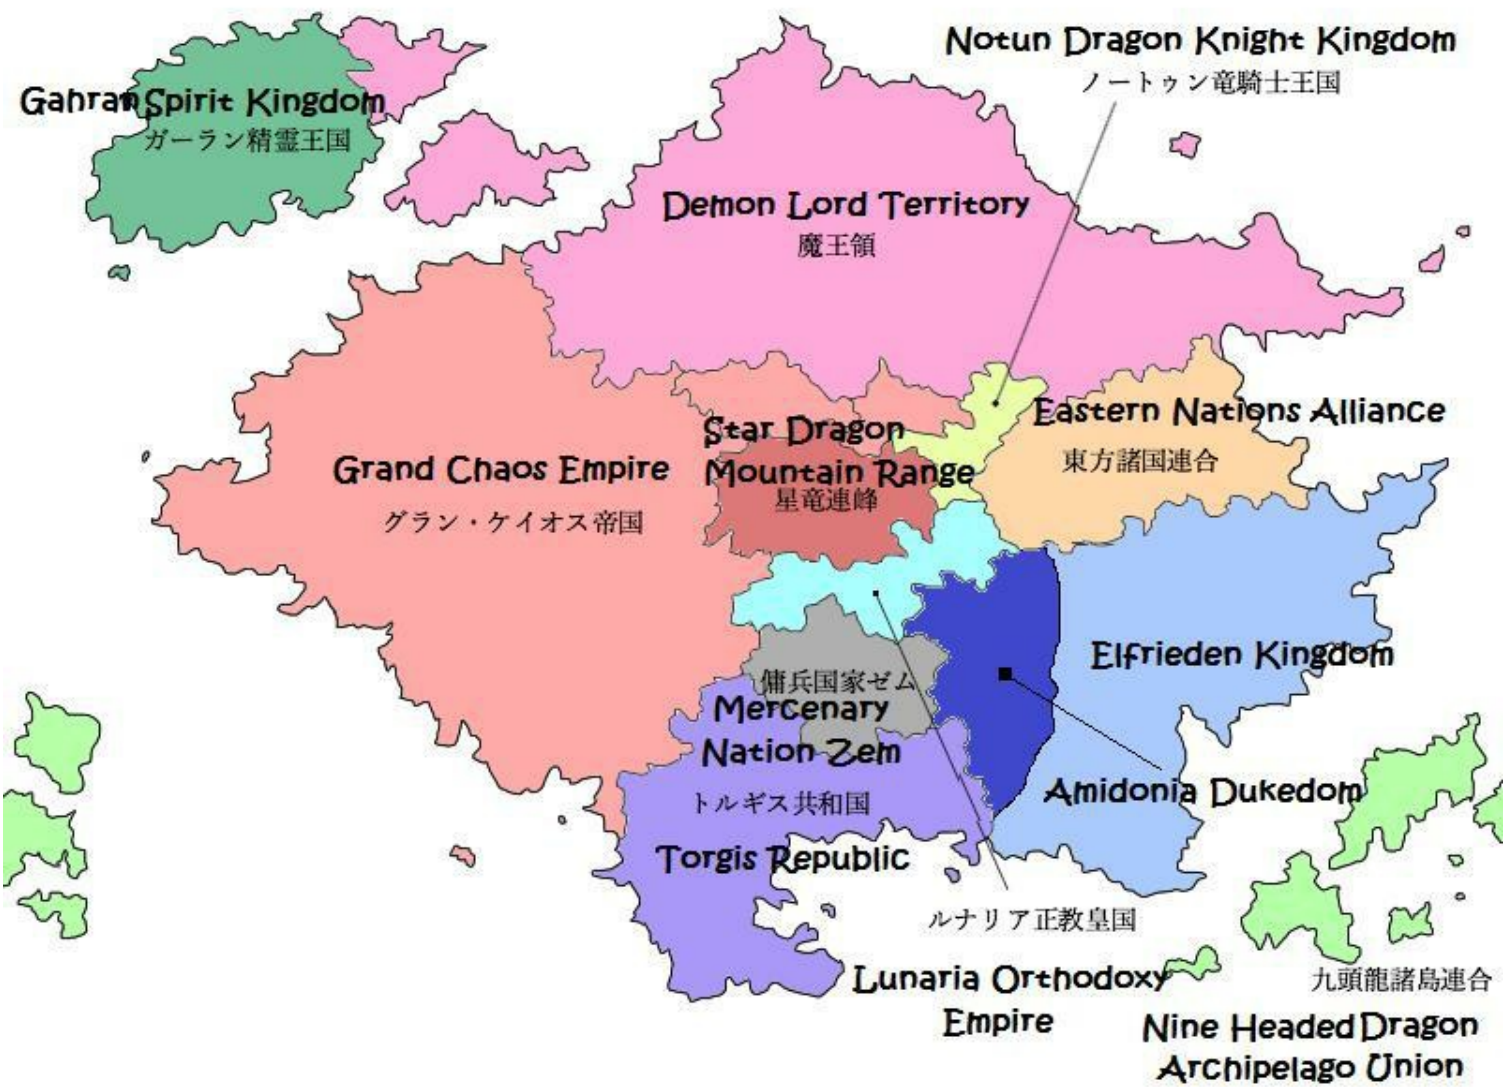 Notun Dragon Knight Kingdom
ノートゥン竜騎士王国
Gahran Spirit Kingdom
ガーラン精霊王国
Demon Lord Territory
魔王領
Eastern Nations Alliance
東方諸国連合
Star Dragon
Mountain Range
星竜連峰
Grand Chaos Empire
グラン・ケイオス帝国
Elfrieden Kingdom
傭兵国家ゼム
Mercenary
Nation Zem
Amidonia Dukedom
トルギス共和国
Torgis Republic
ルナリア正教皇国
Lunaria Orthodoxy
Empire
九頭龍諸島連合
Nine Headed Dragon
Archipelago Union